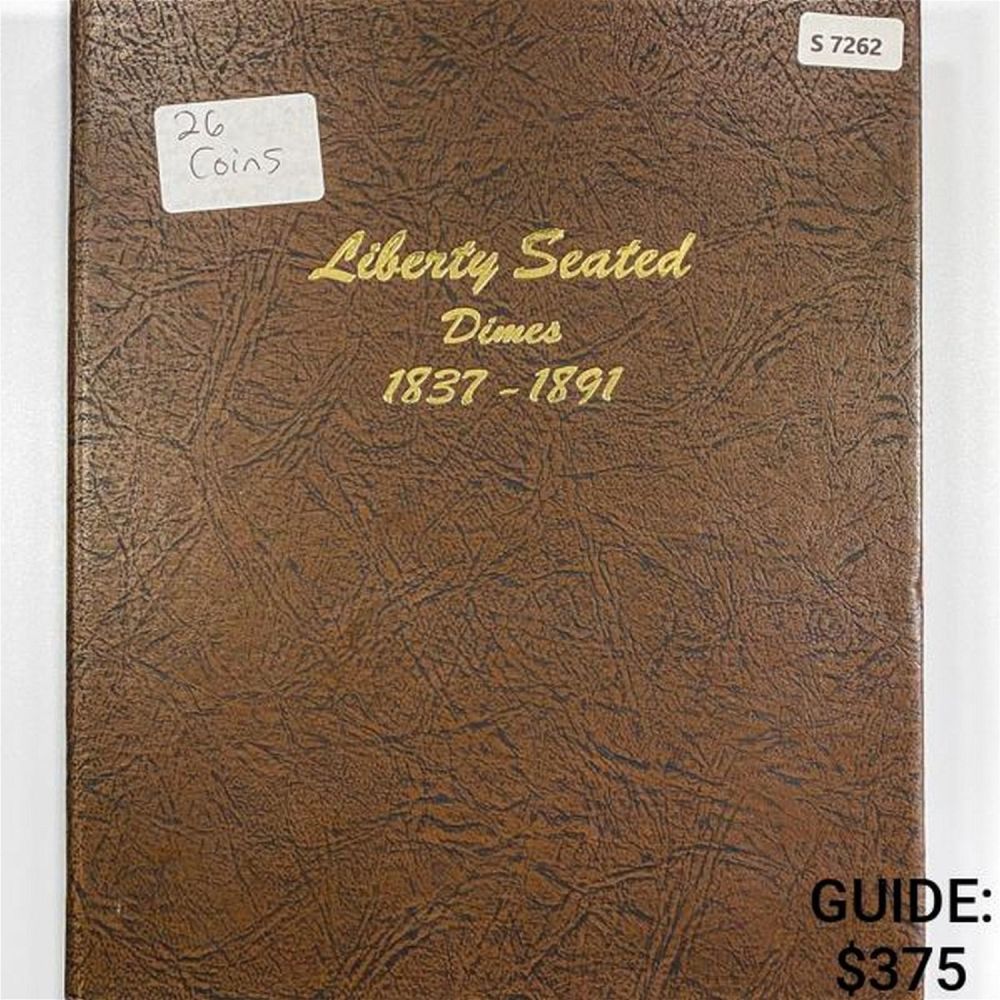 S 7262
26
Coins
Liberty Seated
Dimes
1837 - 1891
GUIDE:
$375